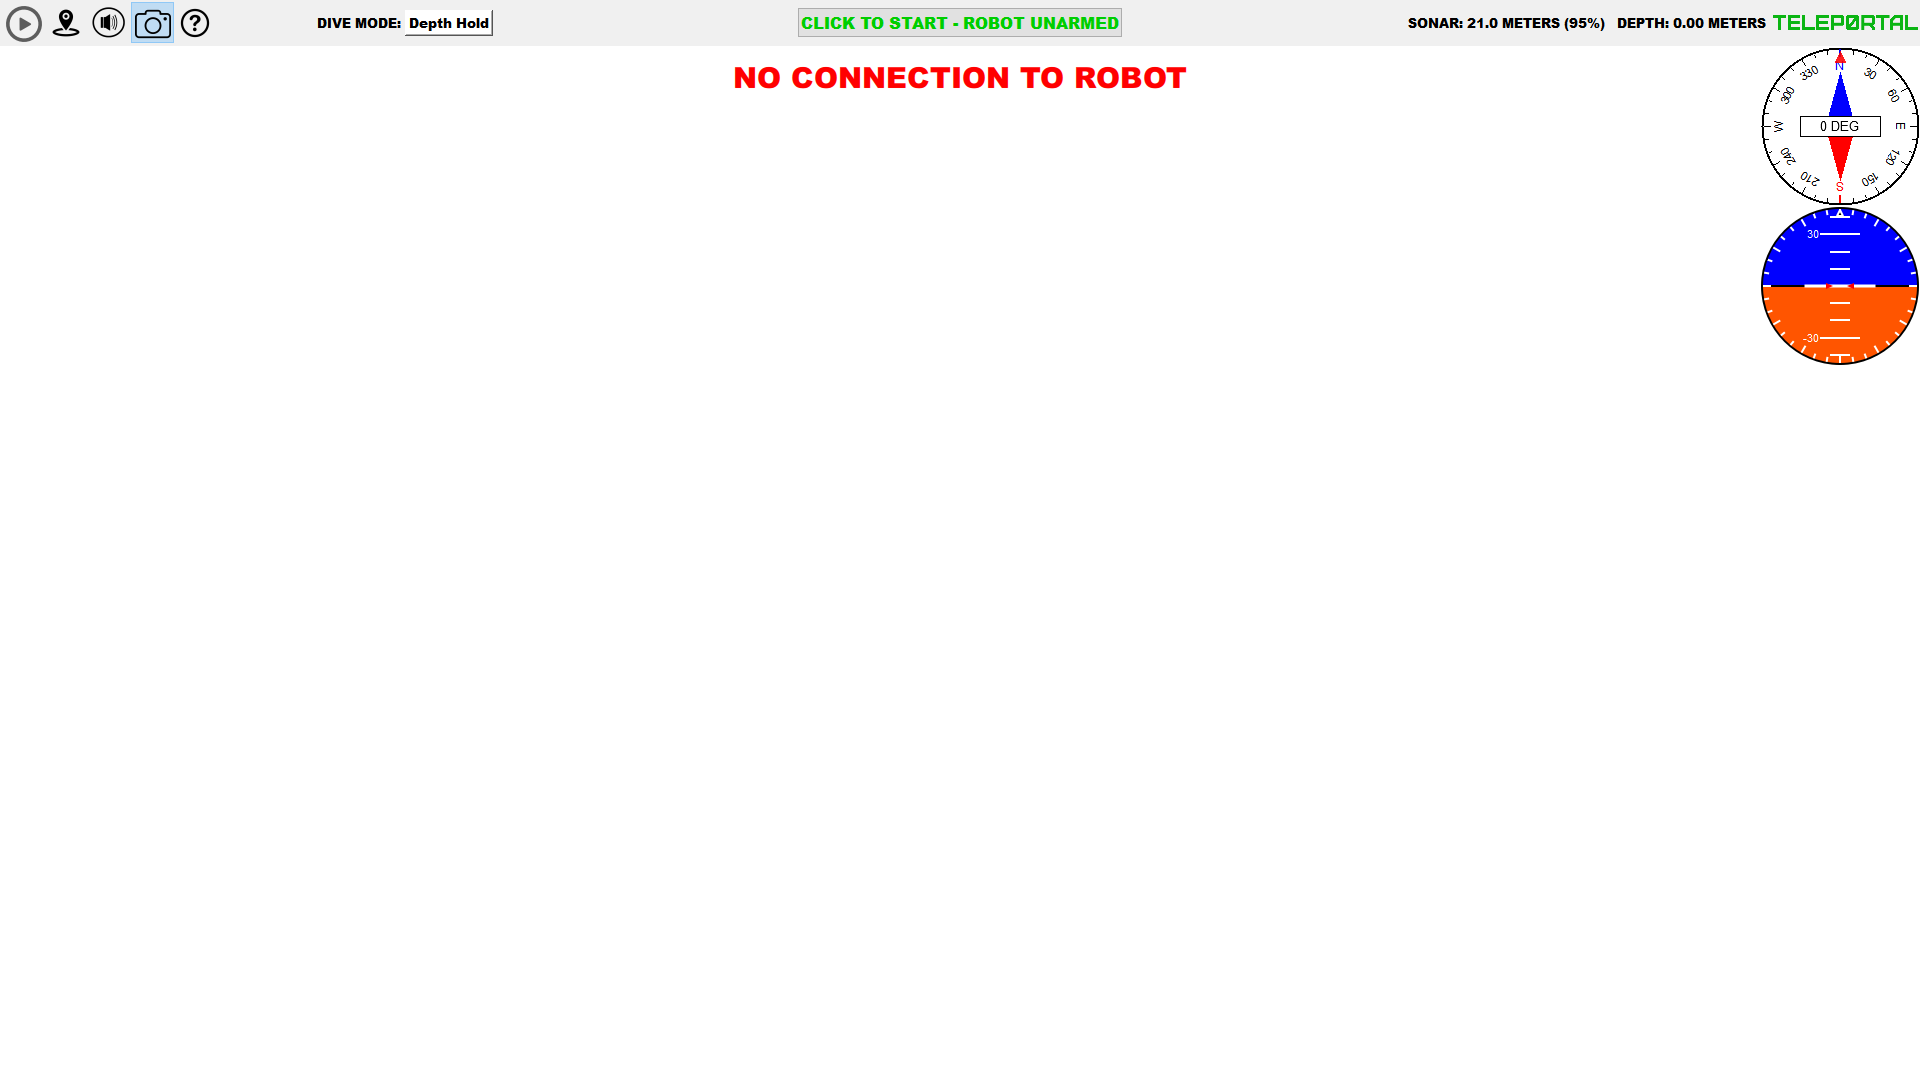 ? DIVE MODE: Depth Hold CLICK TO START - ROBOT UNARMED SONAR: 21.0 METERS (95%) DEPTH: 0.00 METERS TELEPORTAL
NO CONNECTION TO ROBOT
330 N 30
300 60
W 0 DEG E
240 120
210 S 150
30
-30